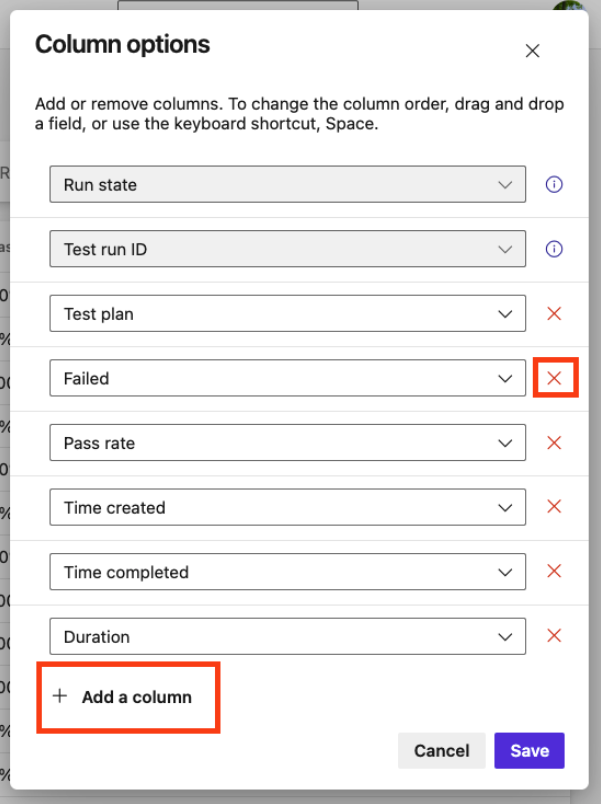 Column options
Add or remove columns. To change the column order, drag and drop
a field, or use the keyboard shortcut, Space.
Run state
Test run ID
Test plan
Failed
Pass rate
Time created
Time completed
Duration
+ Add a column
Cancel
Save